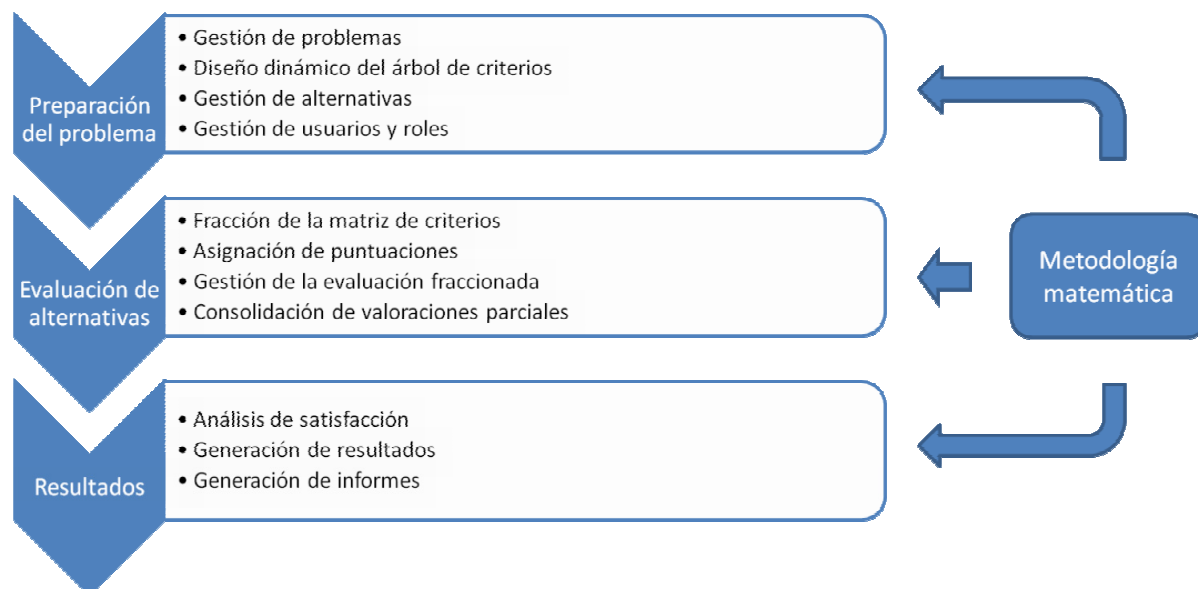 Preparación
del problema
• Gestión de problemas
• Diseño dinámico del árbol de criterios
• Gestión de alternativas
• Gestión de usuarios y roles
Evaluación de
alternativas
• Fracción de la matriz de criterios
• Asignación de puntuaciones
• Gestión de la evaluación fraccionada
• Consolidación de valoraciones parciales
Metodología
matemática
Resultados
• Análisis de satisfacción
• Generación de resultados
• Generación de informes